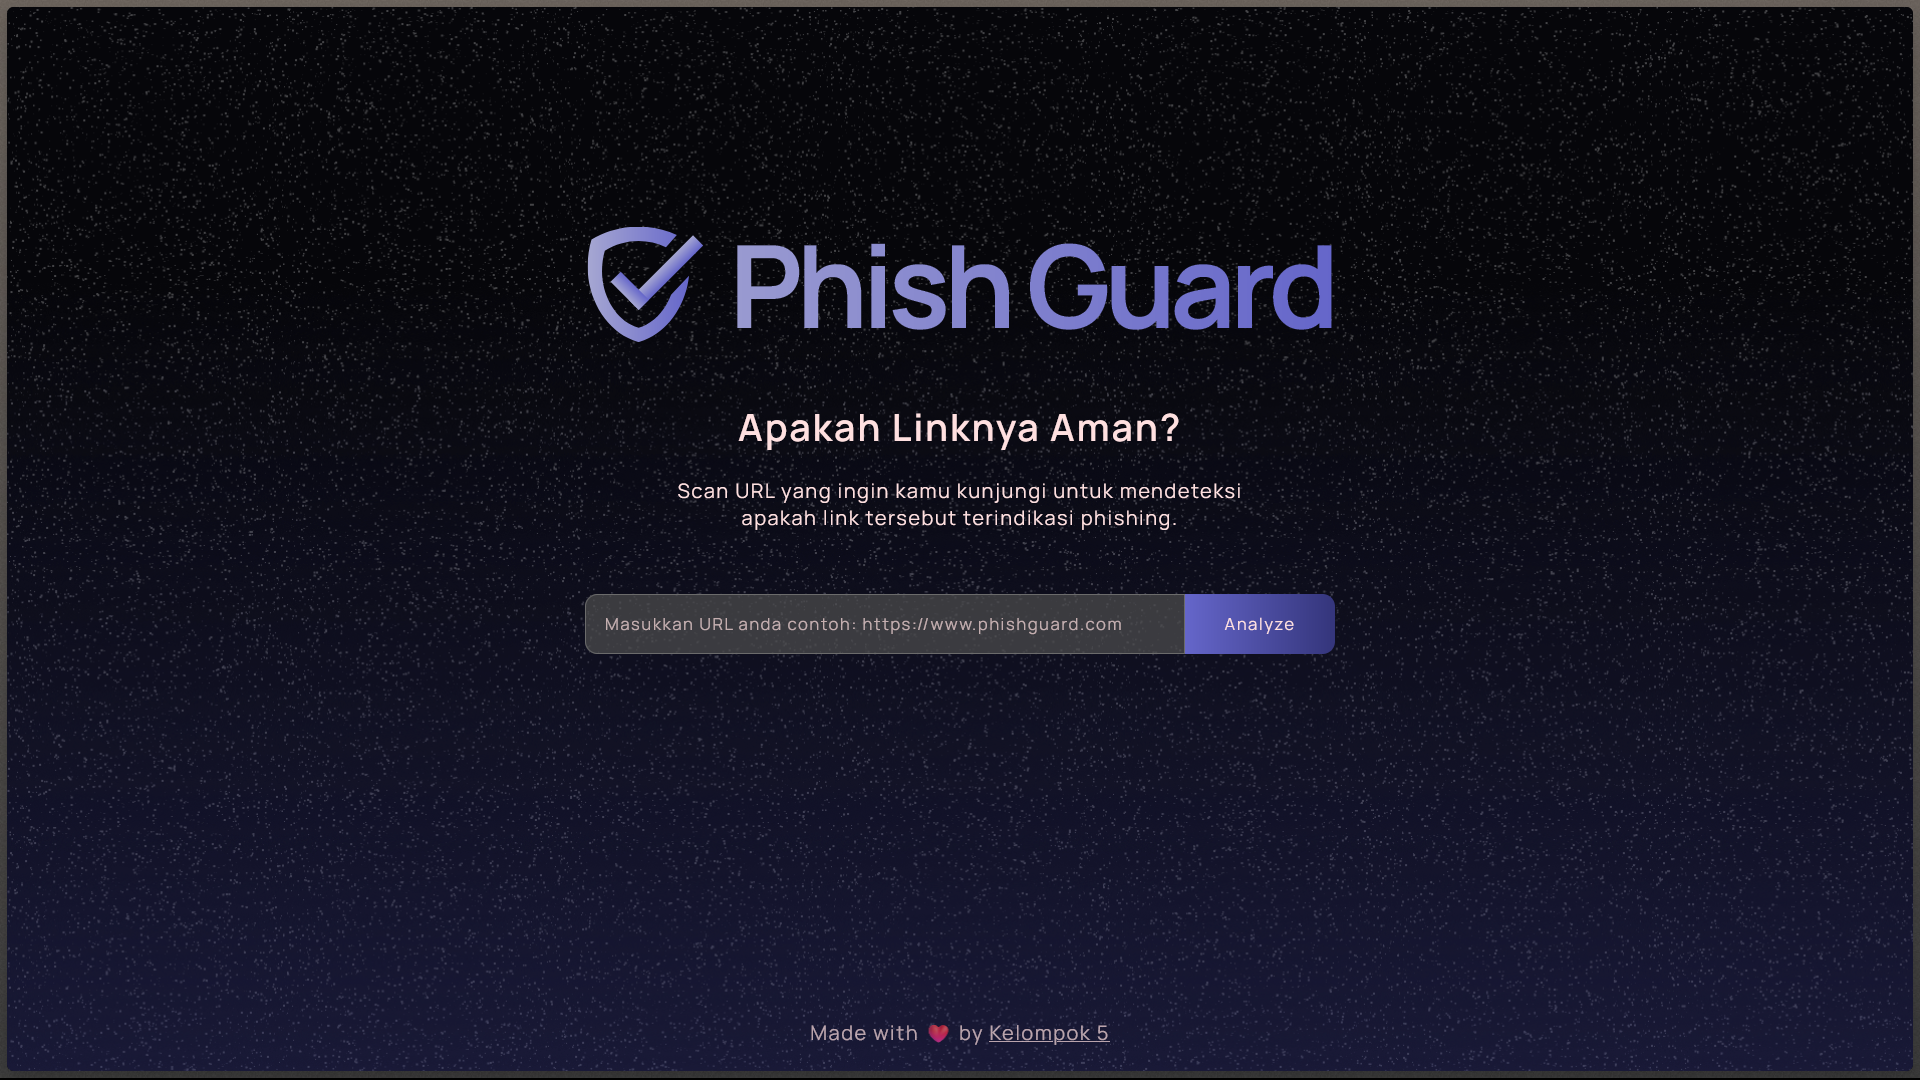 Phish Guard
Apakah Linknya Aman?
Scan URL yang ingin kamu kunjungi untuk mendeteksi
apakah link tersebut terindikasi phishing.
Masukkan URL anda contoh: https://www.phishguard.com
Analyze
Made with ❤️ by Kelompok 5